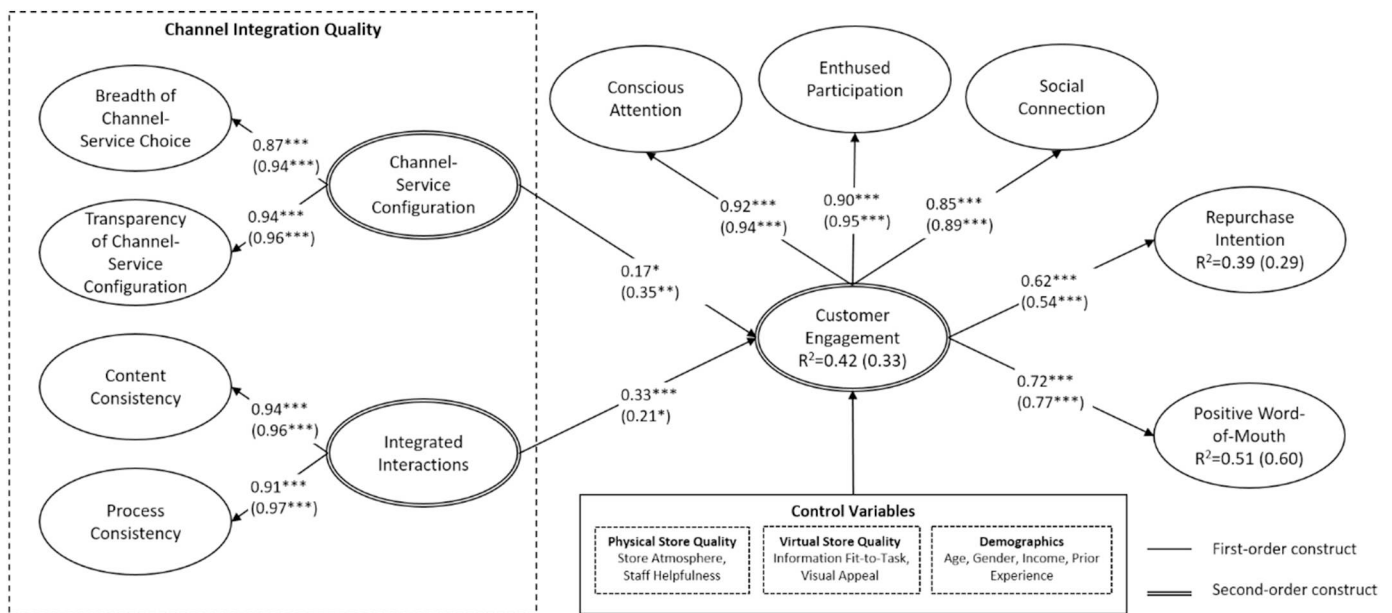 Channel Integration Quality
Breadth of
Channel-
Service Choice
0.87***
(0.94***)
Channel-
Service
Configuration
Transparency
of Channel-
Service
Configuration
0.94***
(0.96***)
Content
Consistency
0.94***
(0.96***)
Integrated
Interactions
Process
Consistency
0.91***
(0.97***)
Conscious
Attention
Enthused
Participation
Social
Connection
0.92***
(0.94***)
0.90***
(0.95***)
0.85***
(0.89***)
0.17*
(0.35**)
0.33***
(0.21*)
Customer
Engagement
R²=0.42 (0.33)
0.62***
(0.54***)
Repurchase
Intention
R²=0.39 (0.29)
0.72***
(0.77***)
Positive Word-
of-Mouth
R²=0.51 (0.60)
Control Variables
Physical Store Quality
Store Atmosphere,
Staff Helpfulness
Virtual Store Quality
Information Fit-to-Task,
Visual Appeal
Demographics
Age, Gender, Income, Prior
Experience
First-order construct
Second-order construct